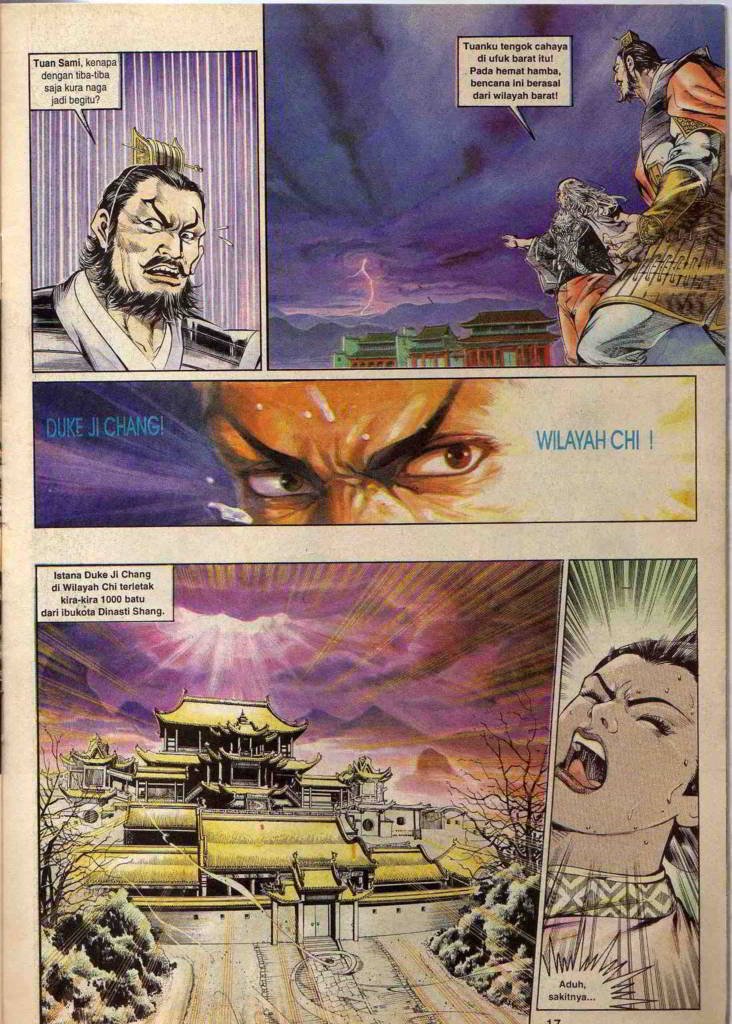 Tuan Sami, kenapa
dengan tiba-tiba
saja kura naga
jadi begitu?
Tuanku tengok cahaya
di ufuk barat itu!
Pada hemat hamba,
bencana ini berasal
dari wilayah barat!
DUKE JI CHANG!
WILAYAH CHI !
Istana Duke Ji Chang
di Wilayah Chi terletak
kira-kira 1000 batu
dari ibukota Dinasti Shang.
Aduh,
sakitnya...
17